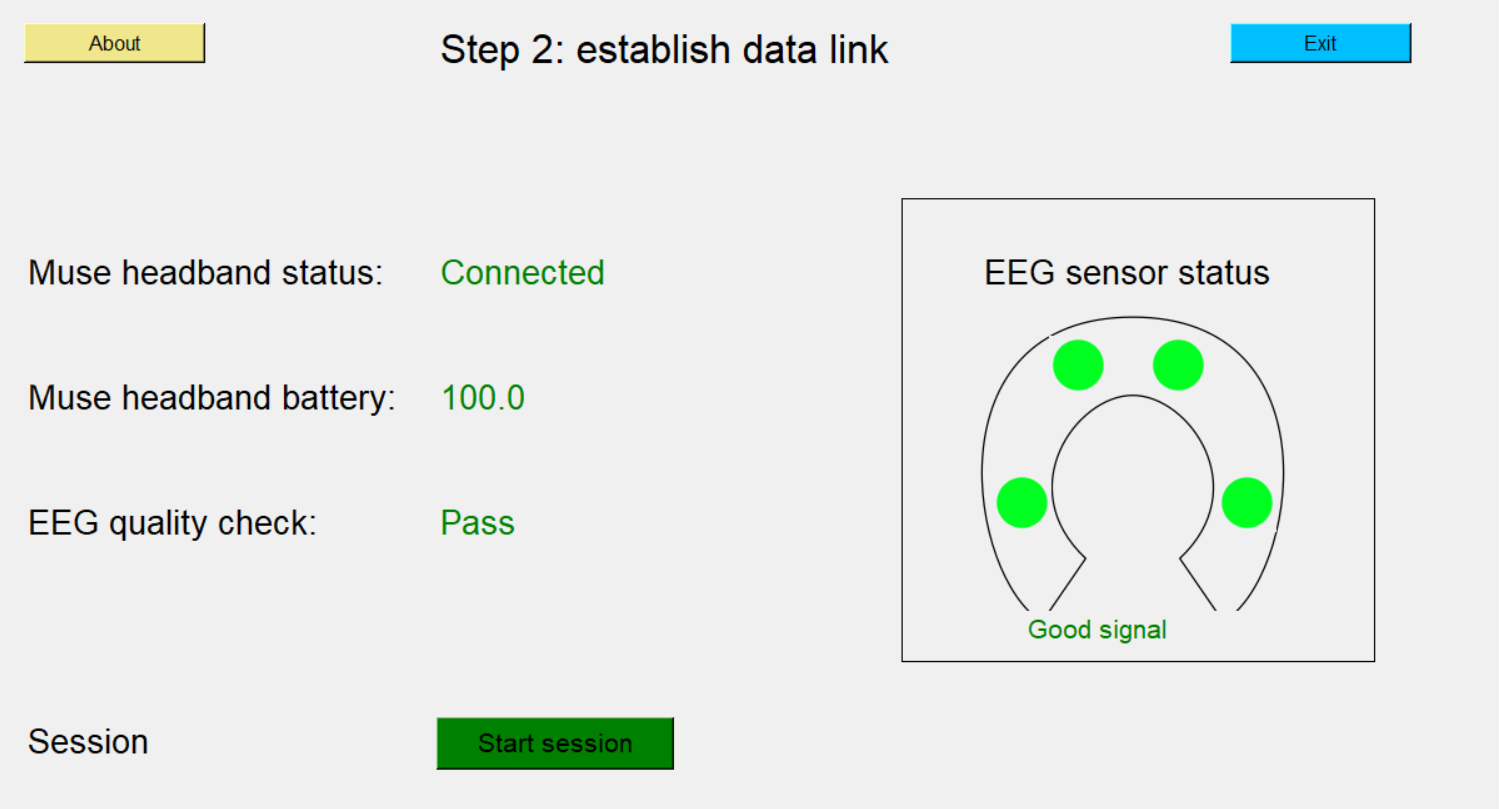 About
Step 2: establish data link
Exit
Muse headband status: Connected
EEG sensor status
Muse headband battery: 100.0
EEG quality check: Pass
Good signal
Session
Start session